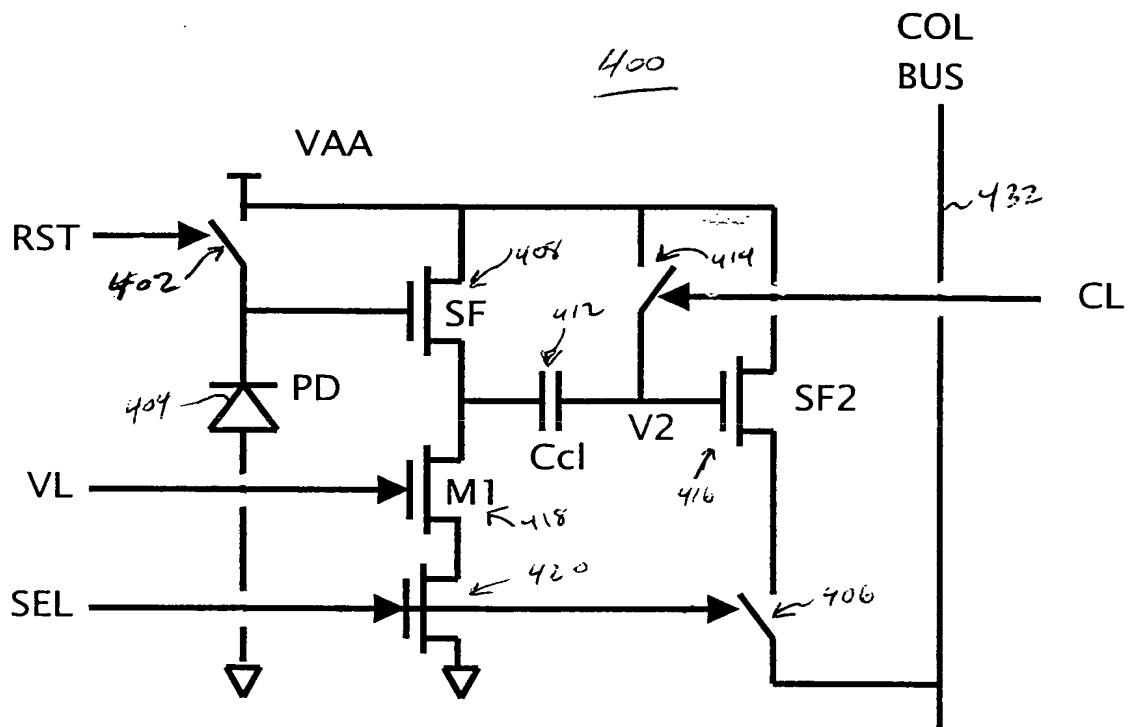 400
COL
BUS
VAA
432
RST
402
408
SF
414
CL
412
404
PD
SF2
V2
Ccl
416
VL
M1
418
SEL
420
406